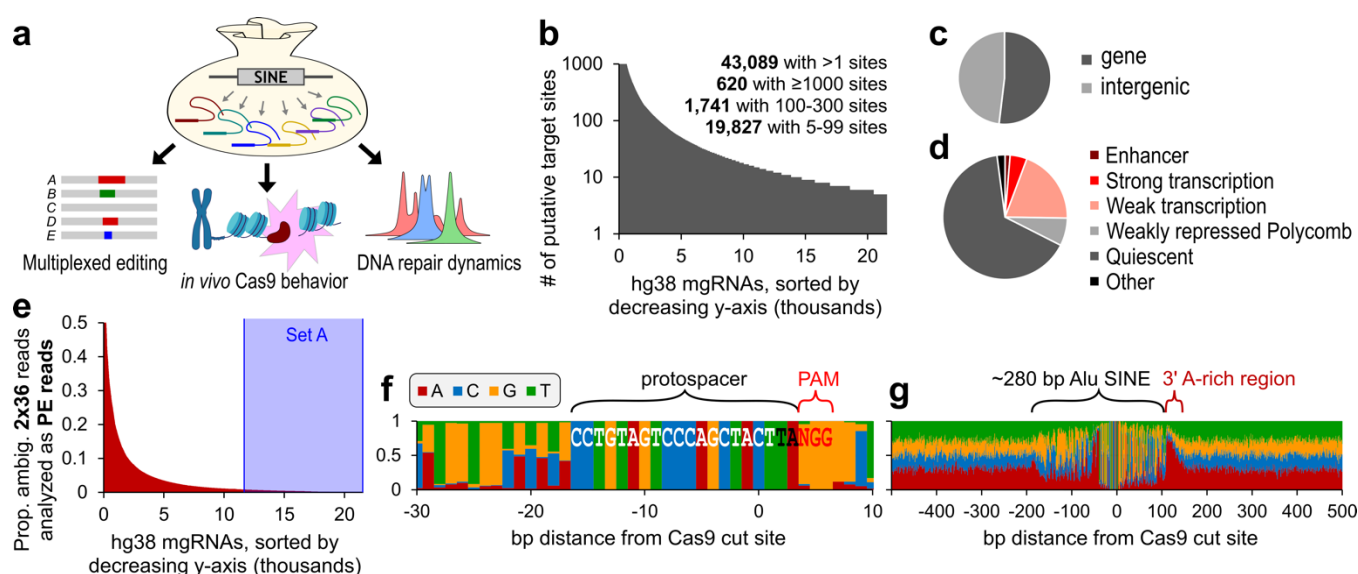 a
SINE
A
B
C
D
E
Multiplexed editing
in vivo Cas9 behavior
DNA repair dynamics
b
# of putative target sites
1000
100
10
1
43,089 with >1 sites
620 with ≥1000 sites
1,741 with 100-300 sites
19,827 with 5-99 sites
0 5 10 15 20
hg38 mgRNAs, sorted by
decreasing y-axis (thousands)
c
gene
intergenic
d
Enhancer
Strong transcription
Weak transcription
Weakly repressed Polycomb
Quiescent
Other
e
Prop. ambig. 2x36 reads
analyzed as PE reads
0.5
0.4
0.3
0.2
0.1
0
Set A
0 5 10 15 20
hg38 mgRNAs, sorted by
decreasing y-axis (thousands)
f
A C G T
protospacer
PAM
1
0.5
0
CCTGTAGTCCCAGCTACTTANGG
-30 -20 -10 0 10
bp distance from Cas9 cut site
g
~280 bp Alu SINE
3' A-rich region
-400 -300 -200 -100 0 100 200 300 400 500
bp distance from Cas9 cut site